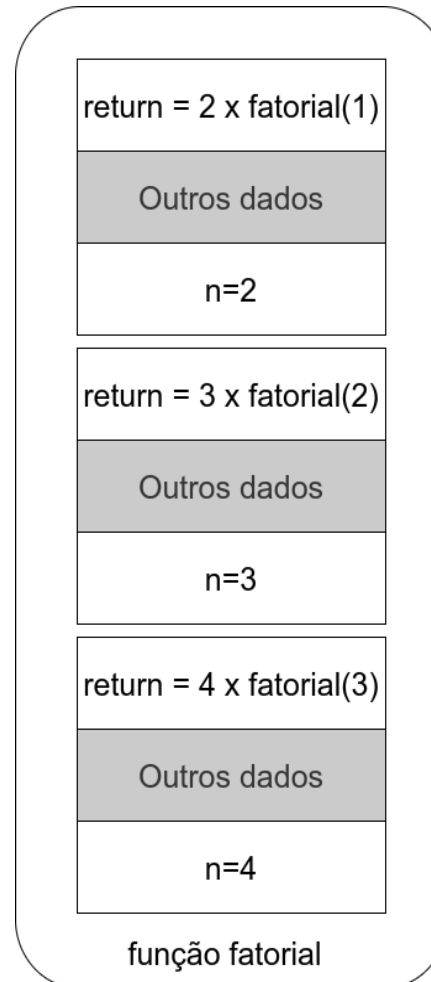 return = 2 x fatorial(1)
Outros dados
n=2
return = 3 x fatorial(2)
Outros dados
n=3
return = 4 x fatorial(3)
Outros dados
n=4
função fatorial